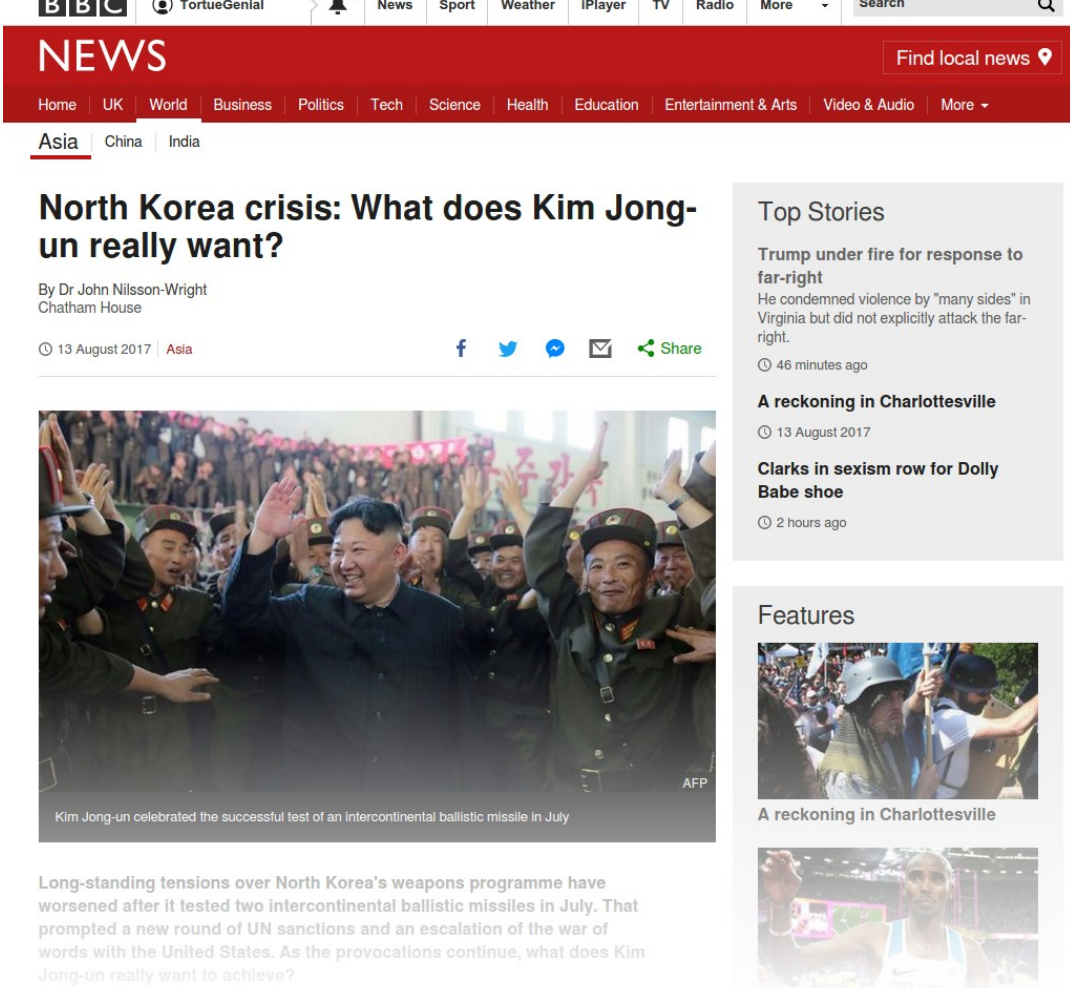 BBC
TortueGenial
News
Sport
Weather
iPlayer
TV
Radio
More
Search
NEWS
Find local news
Home
UK
World
Business
Politics
Tech
Science
Health
Education
Entertainment & Arts
Video & Audio
More
Asia
China
India
North Korea crisis: What does Kim Jong-
un really want?
By Dr John Nilsson-Wright
Chatham House
13 August 2017
Asia
Share
AFP
Kim Jong-un celebrated the successful test of an intercontinental ballistic missile in July
Long-standing tensions over North Korea's weapons programme have
worsened after it tested two intercontinental ballistic missiles in July. That
prompted a new round of UN sanctions and an escalation of the war of
words with the United States. As the provocations continue, what does Kim
Jong-un really want to achieve?
Top Stories
Trump under fire for response to
far-right
He condemned violence by "many sides" in
Virginia but did not explicitly attack the far-
right.
46 minutes ago
A reckoning in Charlottesville
13 August 2017
Clarks in sexism row for Dolly
Babe shoe
2 hours ago
Features
A reckoning in Charlottesville